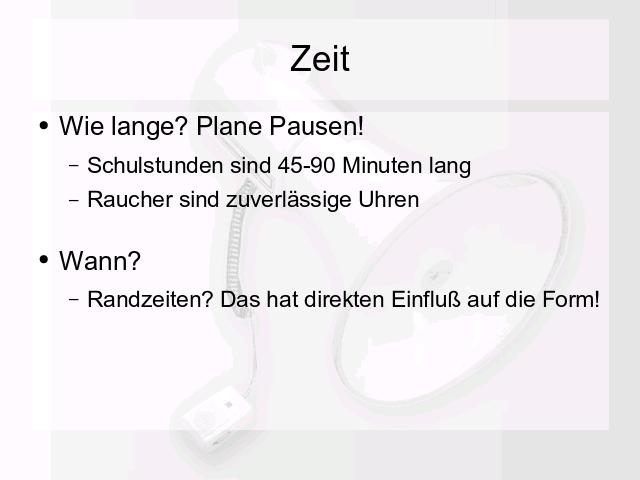 Zeit
• Wie lange? Plane Pausen!
– Schulstunden sind 45-90 Minuten lang
– Raucher sind zuverlässige Uhren
• Wann?
– Randzeiten? Das hat direkten Einfluß auf die Form!